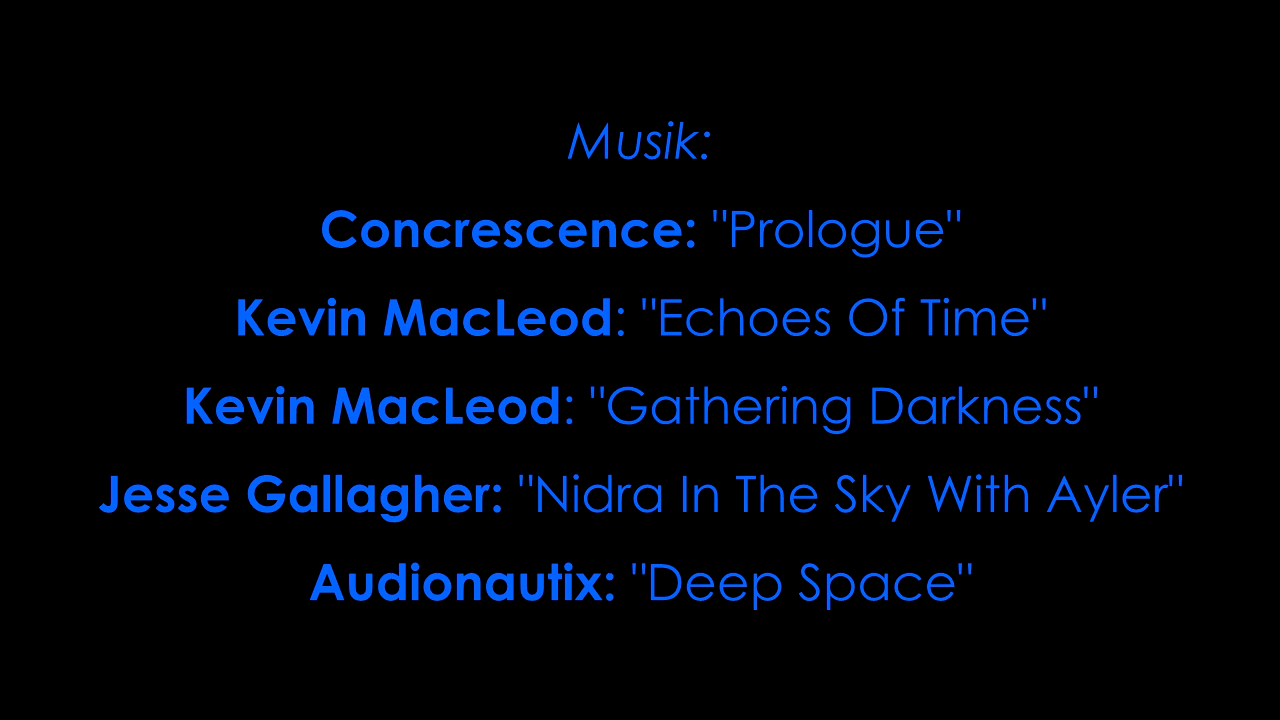 Musik:
Concrescence: "Prologue"
Kevin MacLeod: "Echoes Of Time"
Kevin MacLeod: "Gathering Darkness"
Jesse Gallagher: "Nidra In The Sky With Ayler"
Audionautix: "Deep Space"